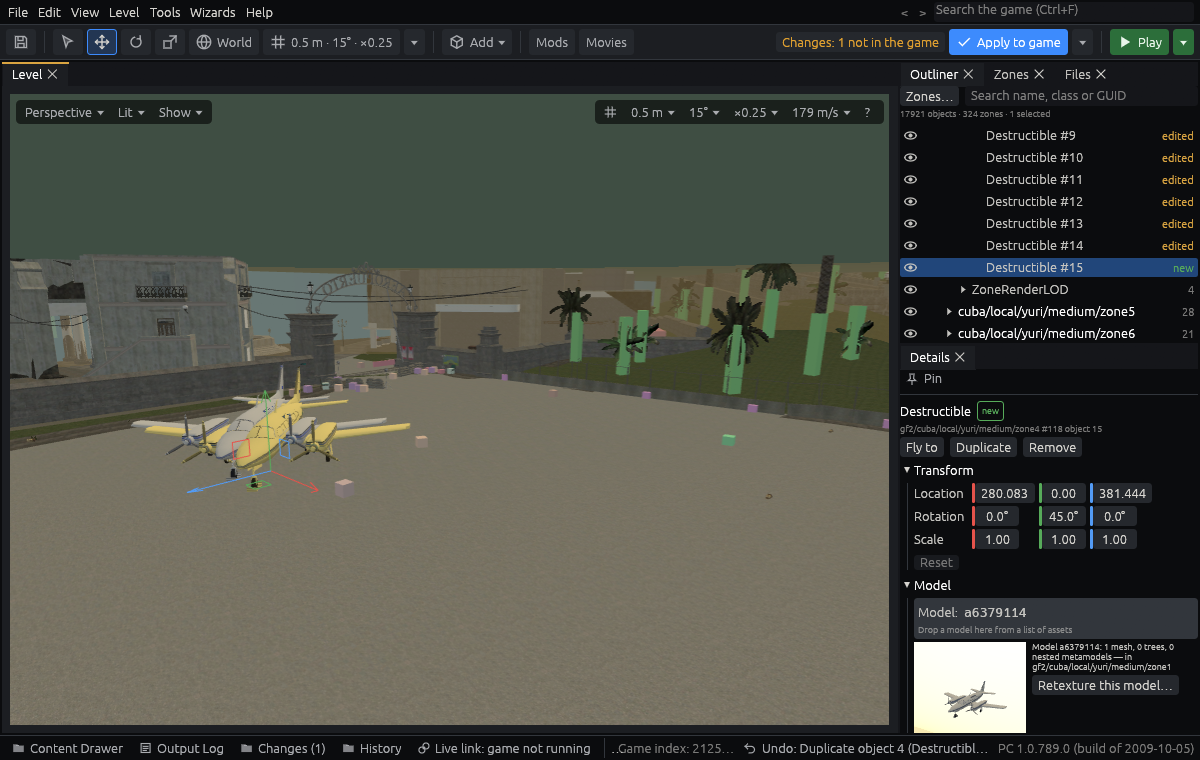 File Edit View Level Tools Wizards Help
< > Search the game (Ctrl+F)
World 0.5 m · 15° · ×0.25 Add Mods Movies Changes: 1 not in the game Apply to game Play
Level
Outliner Zones Files
Perspective Lit Show
0.5 m 15° ×0.25 179 m/s ?
Zones... Search name, class or GUID
17921 objects · 324 zones · 1 selected
Destructible #9 edited
Destructible #10 edited
Destructible #11 edited
Destructible #12 edited
Destructible #13 edited
Destructible #14 edited
Destructible #15 new
ZoneRenderLOD 4
cuba/local/yuri/medium/zone5 28
cuba/local/yuri/medium/zone6 21
Details
Pin
Destructible new
gf2/cuba/local/yuri/medium/zone4 #118 object 15
Fly to Duplicate Remove
Transform
Location 280.083 0.00 381.444
Rotation 0.0° 45.0° 0.0°
Scale 1.00 1.00 1.00
Reset
Model
Model: a6379114
Drop a model here from a list of assets
Model a6379114: 1 mesh, 0 trees, 0
nested metamodels — in
gf2/cuba/local/yuri/medium/zone1
Retexture this model...
Content Drawer Output Log Changes (1) History Live link: game not running ..Game index: 2125... Undo: Duplicate object 4 (Destructibl... PC 1.0.789.0 (build of 2009-10-05)